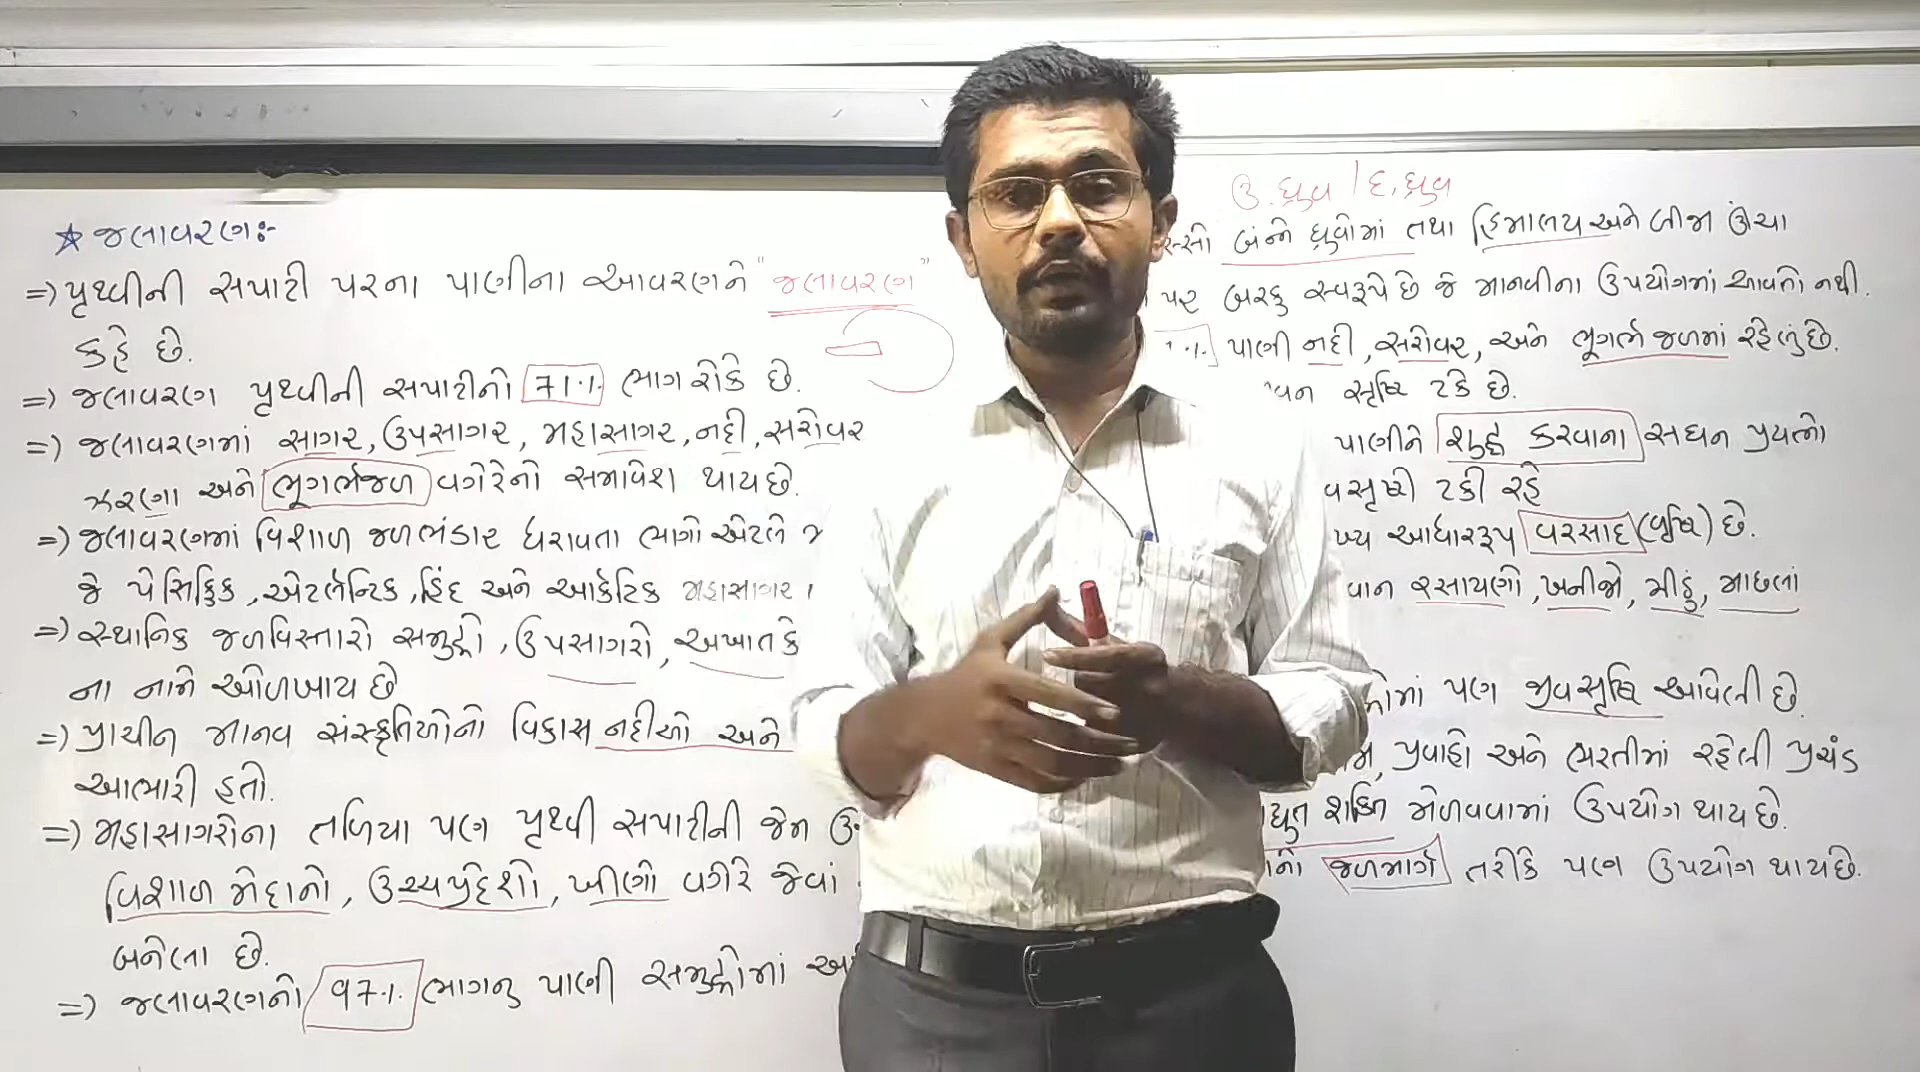 ☆ જલાવરણ:-
=) પૃથ્વીની સપાટી પરના પાણીના આવરણને "જલાવરણ"
કહે છે.
=) જલાવરણ પૃથ્વીની સપાટીનો 71% ભાગ રોકે છે.
=) જલાવરણમાં સાગર, ઉપસાગર, મહાસાગર, નદી, સરોવર
ઝરણા અને ભૂગર્ભજળ વગેરેનો સમાવેશ થાય છે.
=) જલાવરણમાં વિશાળ જળભંડાર ધરાવતા ભાગો એટલે
જે પેસિફિક, એટલેન્ટિક, હિંદ અને આર્કટિક મહાસાગર
=) સ્થાનિક જળવિસ્તારો સમુદ્રો, ઉપસાગરો, અખાત કે
ના નામે ઓળખાય છે
=) પ્રાચીન માનવ સંસ્કૃતિઓનો વિકાસ નદીઓ અને
આભારી હતો.
=) મહાસાગરોના તળિયા પણ પૃથ્વી સપાટીની જેમ
વિશાળ મેદાનો, ઉચ્ચપ્રદેશો, ખીણો વગેરે જેવાં
બનેલા છે.
=) જલાવરણનો 97% ભાગનુ પાણી સમુદ્રોમાં
ઉ. ધ્રુવ / દ. ધ્રુવ
બંન્ને ધ્રુવોમાં તથા હિમાલય અને બીજા ઊંચા
પર બરફ સ્વરૂપે છે જે માનવીના ઉપયોગમાં આવતો નથી.
પાણી નદી, સરોવર, અને ભૂગર્ભ જળમાં રહેલું છે.
સૃષ્ટિ ટકે છે.
પાણીને શુદ્ધ કરવાના સઘન પ્રયત્નો
ટકી રહે
આધારરૂપ વરસાદ (વૃષ્ટિ) છે.
રસાયણો, ખનીજો, મીઠું, માછલાં
પણ જીવસૃષ્ટિ આવેલી છે.
પ્રવાહો અને ભરતીમાં રહેલી પ્રચંડ
શક્તિ મેળવવામાં ઉપયોગ થાય છે.
જળમાર્ગ તરીકે પણ ઉપયોગ થાય છે.